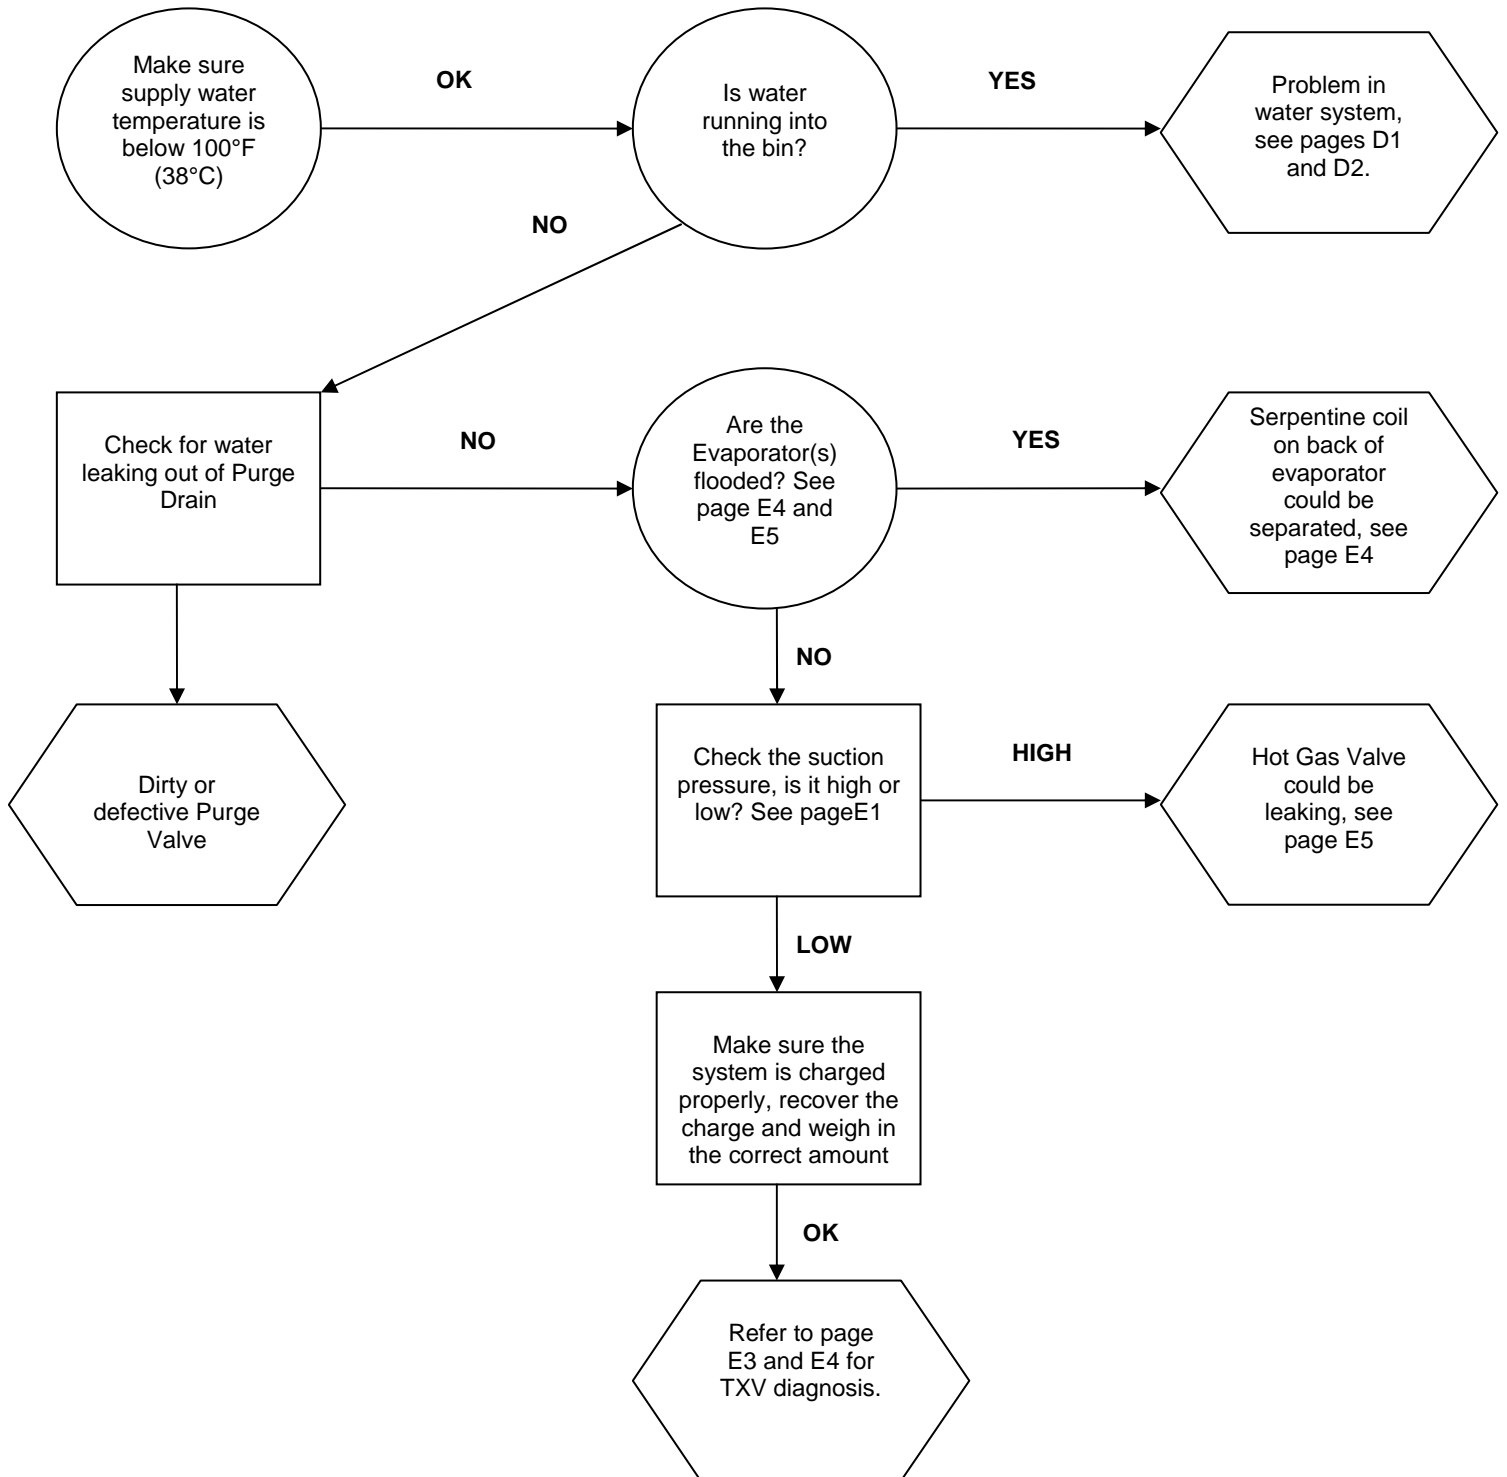 Make sure
supply water
temperature is
below 100°F
(38°C)
OK
Is water
running into
the bin?
YES
Problem in
water system,
see pages D1
and D2.
NO
Check for water
leaking out of Purge
Drain
NO
Are the
Evaporator(s)
flooded? See
page E4 and
E5
YES
Serpentine coil
on back of
evaporator
could be
separated, see
page E4
NO
Dirty or
defective Purge
Valve
Check the suction
pressure, is it high or
low? See pageE1
HIGH
Hot Gas Valve
could be
leaking, see
page E5
LOW
Make sure the
system is charged
properly, recover the
charge and weigh in
the correct amount
OK
Refer to page
E3 and E4 for
TXV diagnosis.